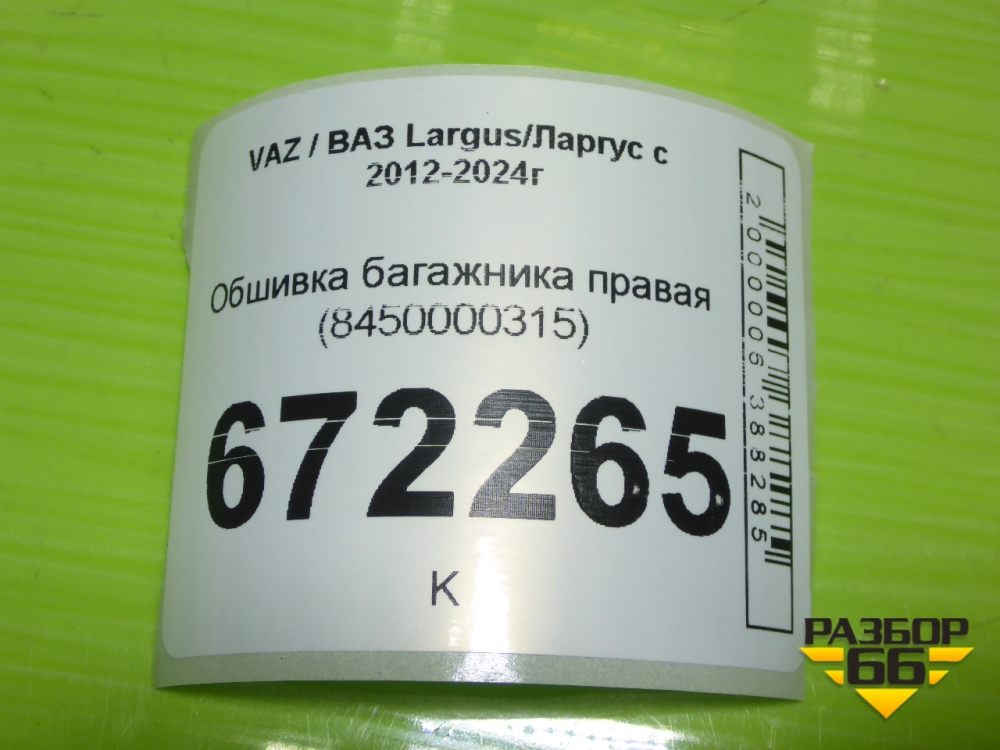 VAZ / ВАЗ Largus/Ларгус с
2012-2024г
Обшивка багажника правая
(8450000315)
672265
К
2000006388285
РАЗБОР
66